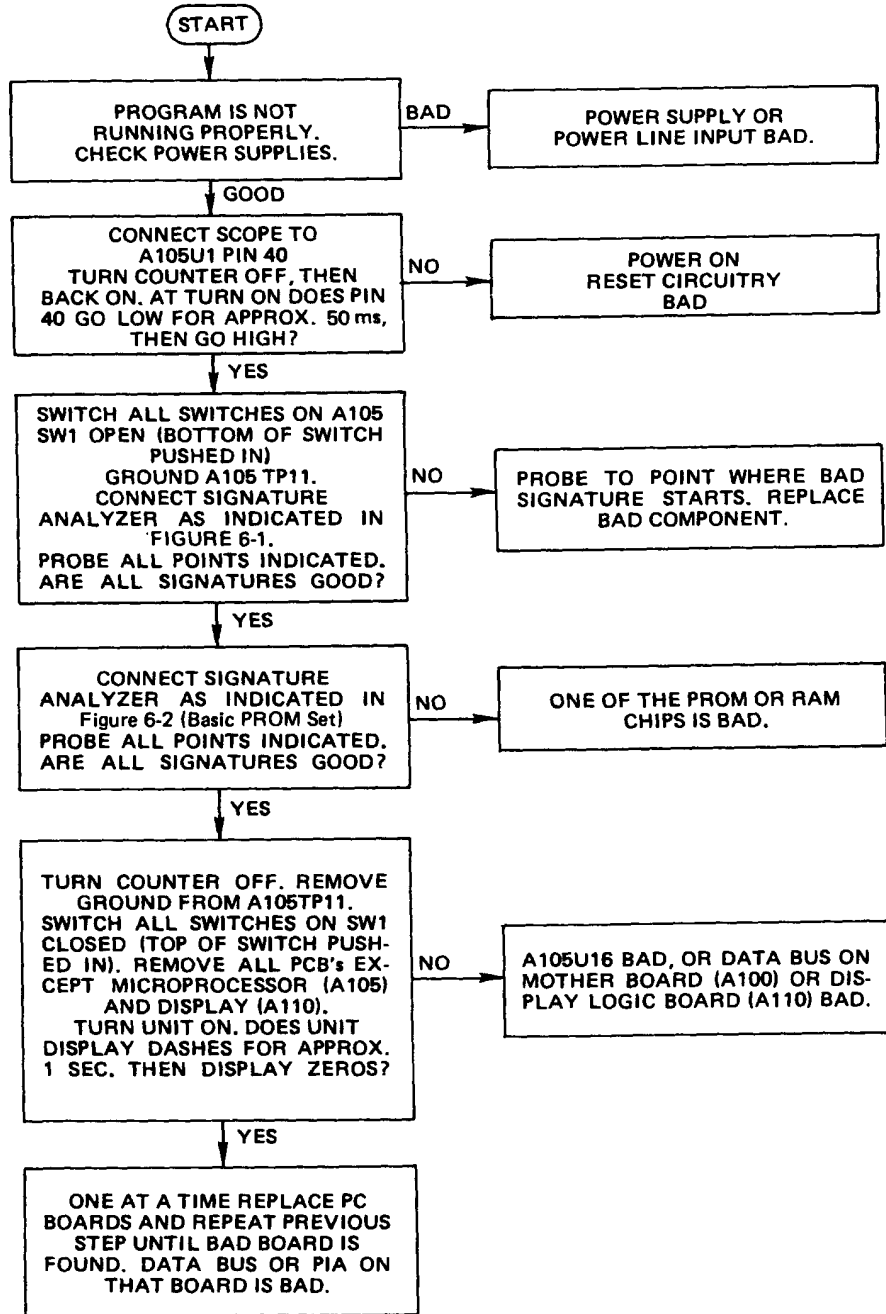 START
PROGRAM IS NOT
RUNNING PROPERLY.
CHECK POWER SUPPLIES.
BAD
POWER SUPPLY OR
POWER LINE INPUT BAD.
GOOD
CONNECT SCOPE TO
A105U1 PIN 40
TURN COUNTER OFF, THEN
BACK ON. AT TURN ON DOES PIN
40 GO LOW FOR APPROX. 50 ms,
THEN GO HIGH?
NO
POWER ON
RESET CIRCUITRY
BAD
YES
SWITCH ALL SWITCHES ON A105
SW1 OPEN (BOTTOM OF SWITCH
PUSHED IN)
GROUND A105 TP11.
CONNECT SIGNATURE
ANALYZER AS INDICATED IN
FIGURE 6-1.
PROBE ALL POINTS INDICATED.
ARE ALL SIGNATURES GOOD?
NO
PROBE TO POINT WHERE BAD
SIGNATURE STARTS. REPLACE
BAD COMPONENT.
YES
CONNECT SIGNATURE
ANALYZER AS INDICATED IN
Figure 6-2 (Basic PROM Set)
PROBE ALL POINTS INDICATED.
ARE ALL SIGNATURES GOOD?
NO
ONE OF THE PROM OR RAM
CHIPS IS BAD.
YES
TURN COUNTER OFF. REMOVE
GROUND FROM A105TP11.
SWITCH ALL SWITCHES ON SW1
CLOSED (TOP OF SWITCH PUSH-
ED IN). REMOVE ALL PCB's EX-
CEPT MICROPROCESSOR (A105)
AND DISPLAY (A110).
TURN UNIT ON. DOES UNIT
DISPLAY DASHES FOR APPROX.
1 SEC. THEN DISPLAY ZEROS?
NO
A105U16 BAD, OR DATA BUS ON
MOTHER BOARD (A100) OR DIS-
PLAY LOGIC BOARD (A110) BAD.
YES
ONE AT A TIME REPLACE PC
BOARDS AND REPEAT PREVIOUS
STEP UNTIL BAD BOARD IS
FOUND. DATA BUS OR PIA ON
THAT BOARD IS BAD.